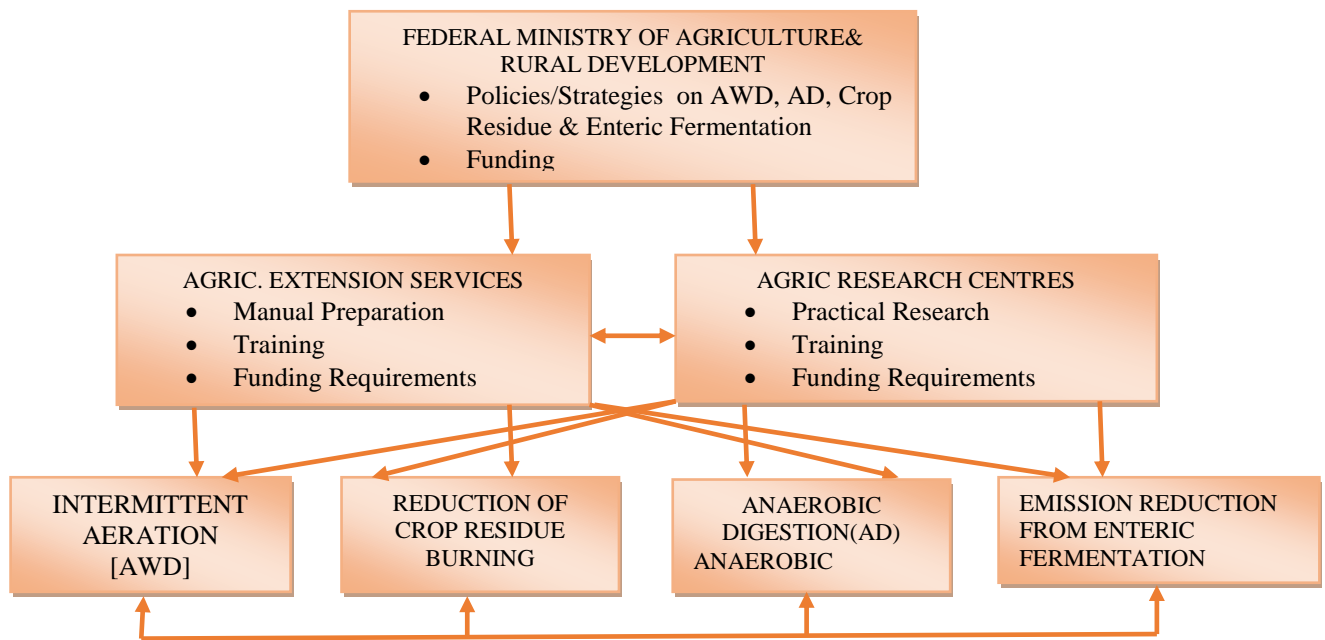 FEDERAL MINISTRY OF AGRICULTURE&
RURAL DEVELOPMENT
• Policies/Strategies on AWD, AD, Crop
Residue & Enteric Fermentation
• Funding
AGRIC. EXTENSION SERVICES
• Manual Preparation
• Training
• Funding Requirements
AGRIC RESEARCH CENTRES
• Practical Research
• Training
• Funding Requirements
INTERMITTENT
AERATION
[AWD]
REDUCTION OF
CROP RESIDUE
BURNING
ANAEROBIC
DIGESTION(AD)
ANAEROBIC
EMISSION REDUCTION
FROM ENTERIC
FERMENTATION